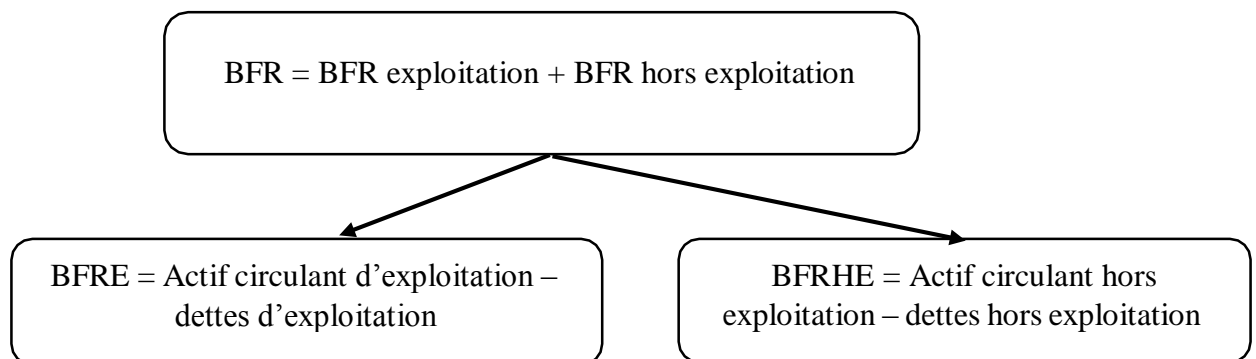 BFR = BFR exploitation + BFR hors exploitation
BFRE = Actif circulant d’exploitation –
dettes d’exploitation
BFRHE = Actif circulant hors
exploitation – dettes hors exploitation